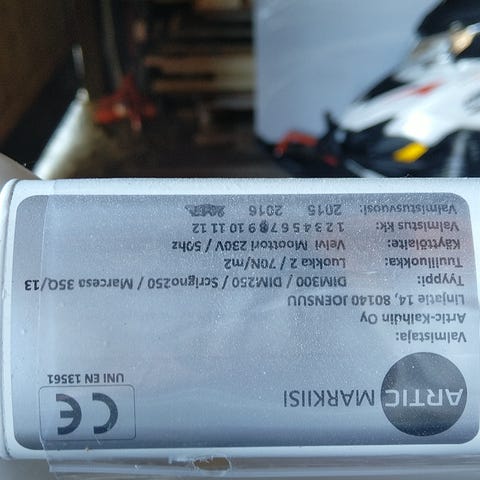 ARTIC MARKIISI
CE
UNI EN 13561
Valmistaja:
Artic-Kaihdin Oy
Linjatie 14, 80140 JOENSUU
Tyyppi: DIM300 / DIM250 / Scrigno250 / Marcesa 35Q/13
Tuuliluokka: Luokka / 2 70N/m2
Käyttölaite: Veivi Moottori 230V / 50hz
Valmistus kk: 1 2 3 4 5 6 7 8 9 10 11 12
Valmistusvuosi: 2015 2016